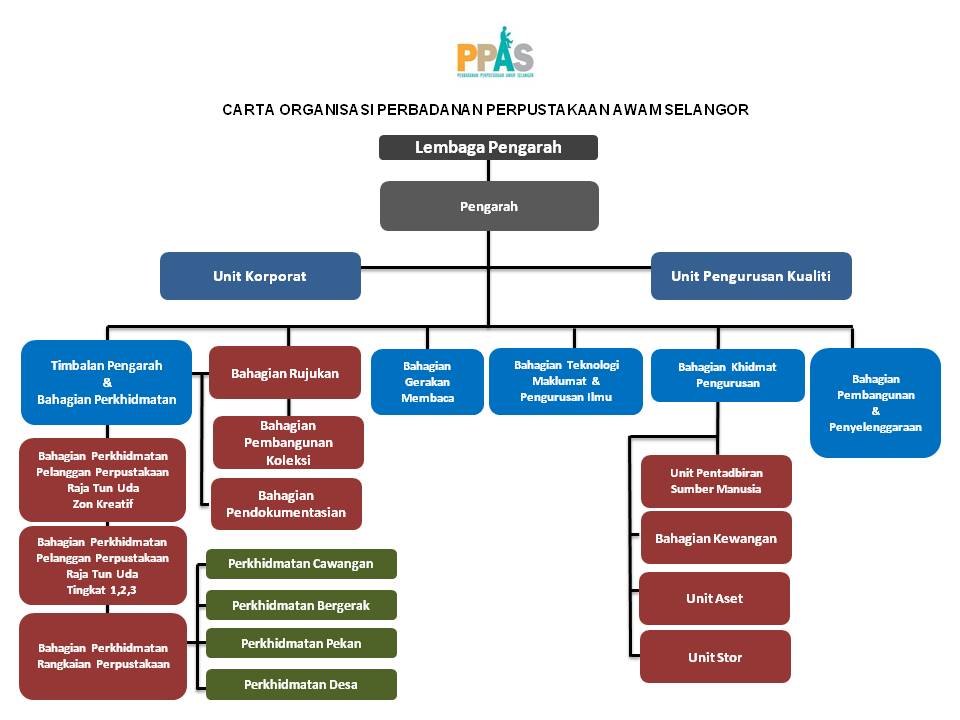 PPAS
PERBADANAN PERPUSTAKAAN AWAM SELANGOR
CARTA ORGANISASI PERBADANAN PERPUSTAKAAN AWAM SELANGOR
Lembaga Pengarah
Pengarah
Unit Korporat
Unit Pengurusan Kualiti
Timbalan Pengarah
&
Bahagian Perkhidmatan
Bahagian Rujukan
Bahagian
Gerakan
Membaca
Bahagian Teknologi
Maklumat &
Pengurusan Ilmu
Bahagian Khidmat
Pengurusan
Bahagian
Pembangunan
&
Penyelenggaraan
Bahagian
Pembangunan
Koleksi
Bahagian
Pendokumentasian
Bahagian Perkhidmatan
Pelanggan Perpustakaan
Raja Tun Uda
Zon Kreatif
Bahagian Perkhidmatan
Pelanggan Perpustakaan
Raja Tun Uda
Tingkat 1,2,3
Bahagian Perkhidmatan
Rangkaian Perpustakaan
Perkhidmatan Cawangan
Perkhidmatan Bergerak
Perkhidmatan Pekan
Perkhidmatan Desa
Unit Pentadbiran
Sumber Manusia
Bahagian Kewangan
Unit Aset
Unit Stor